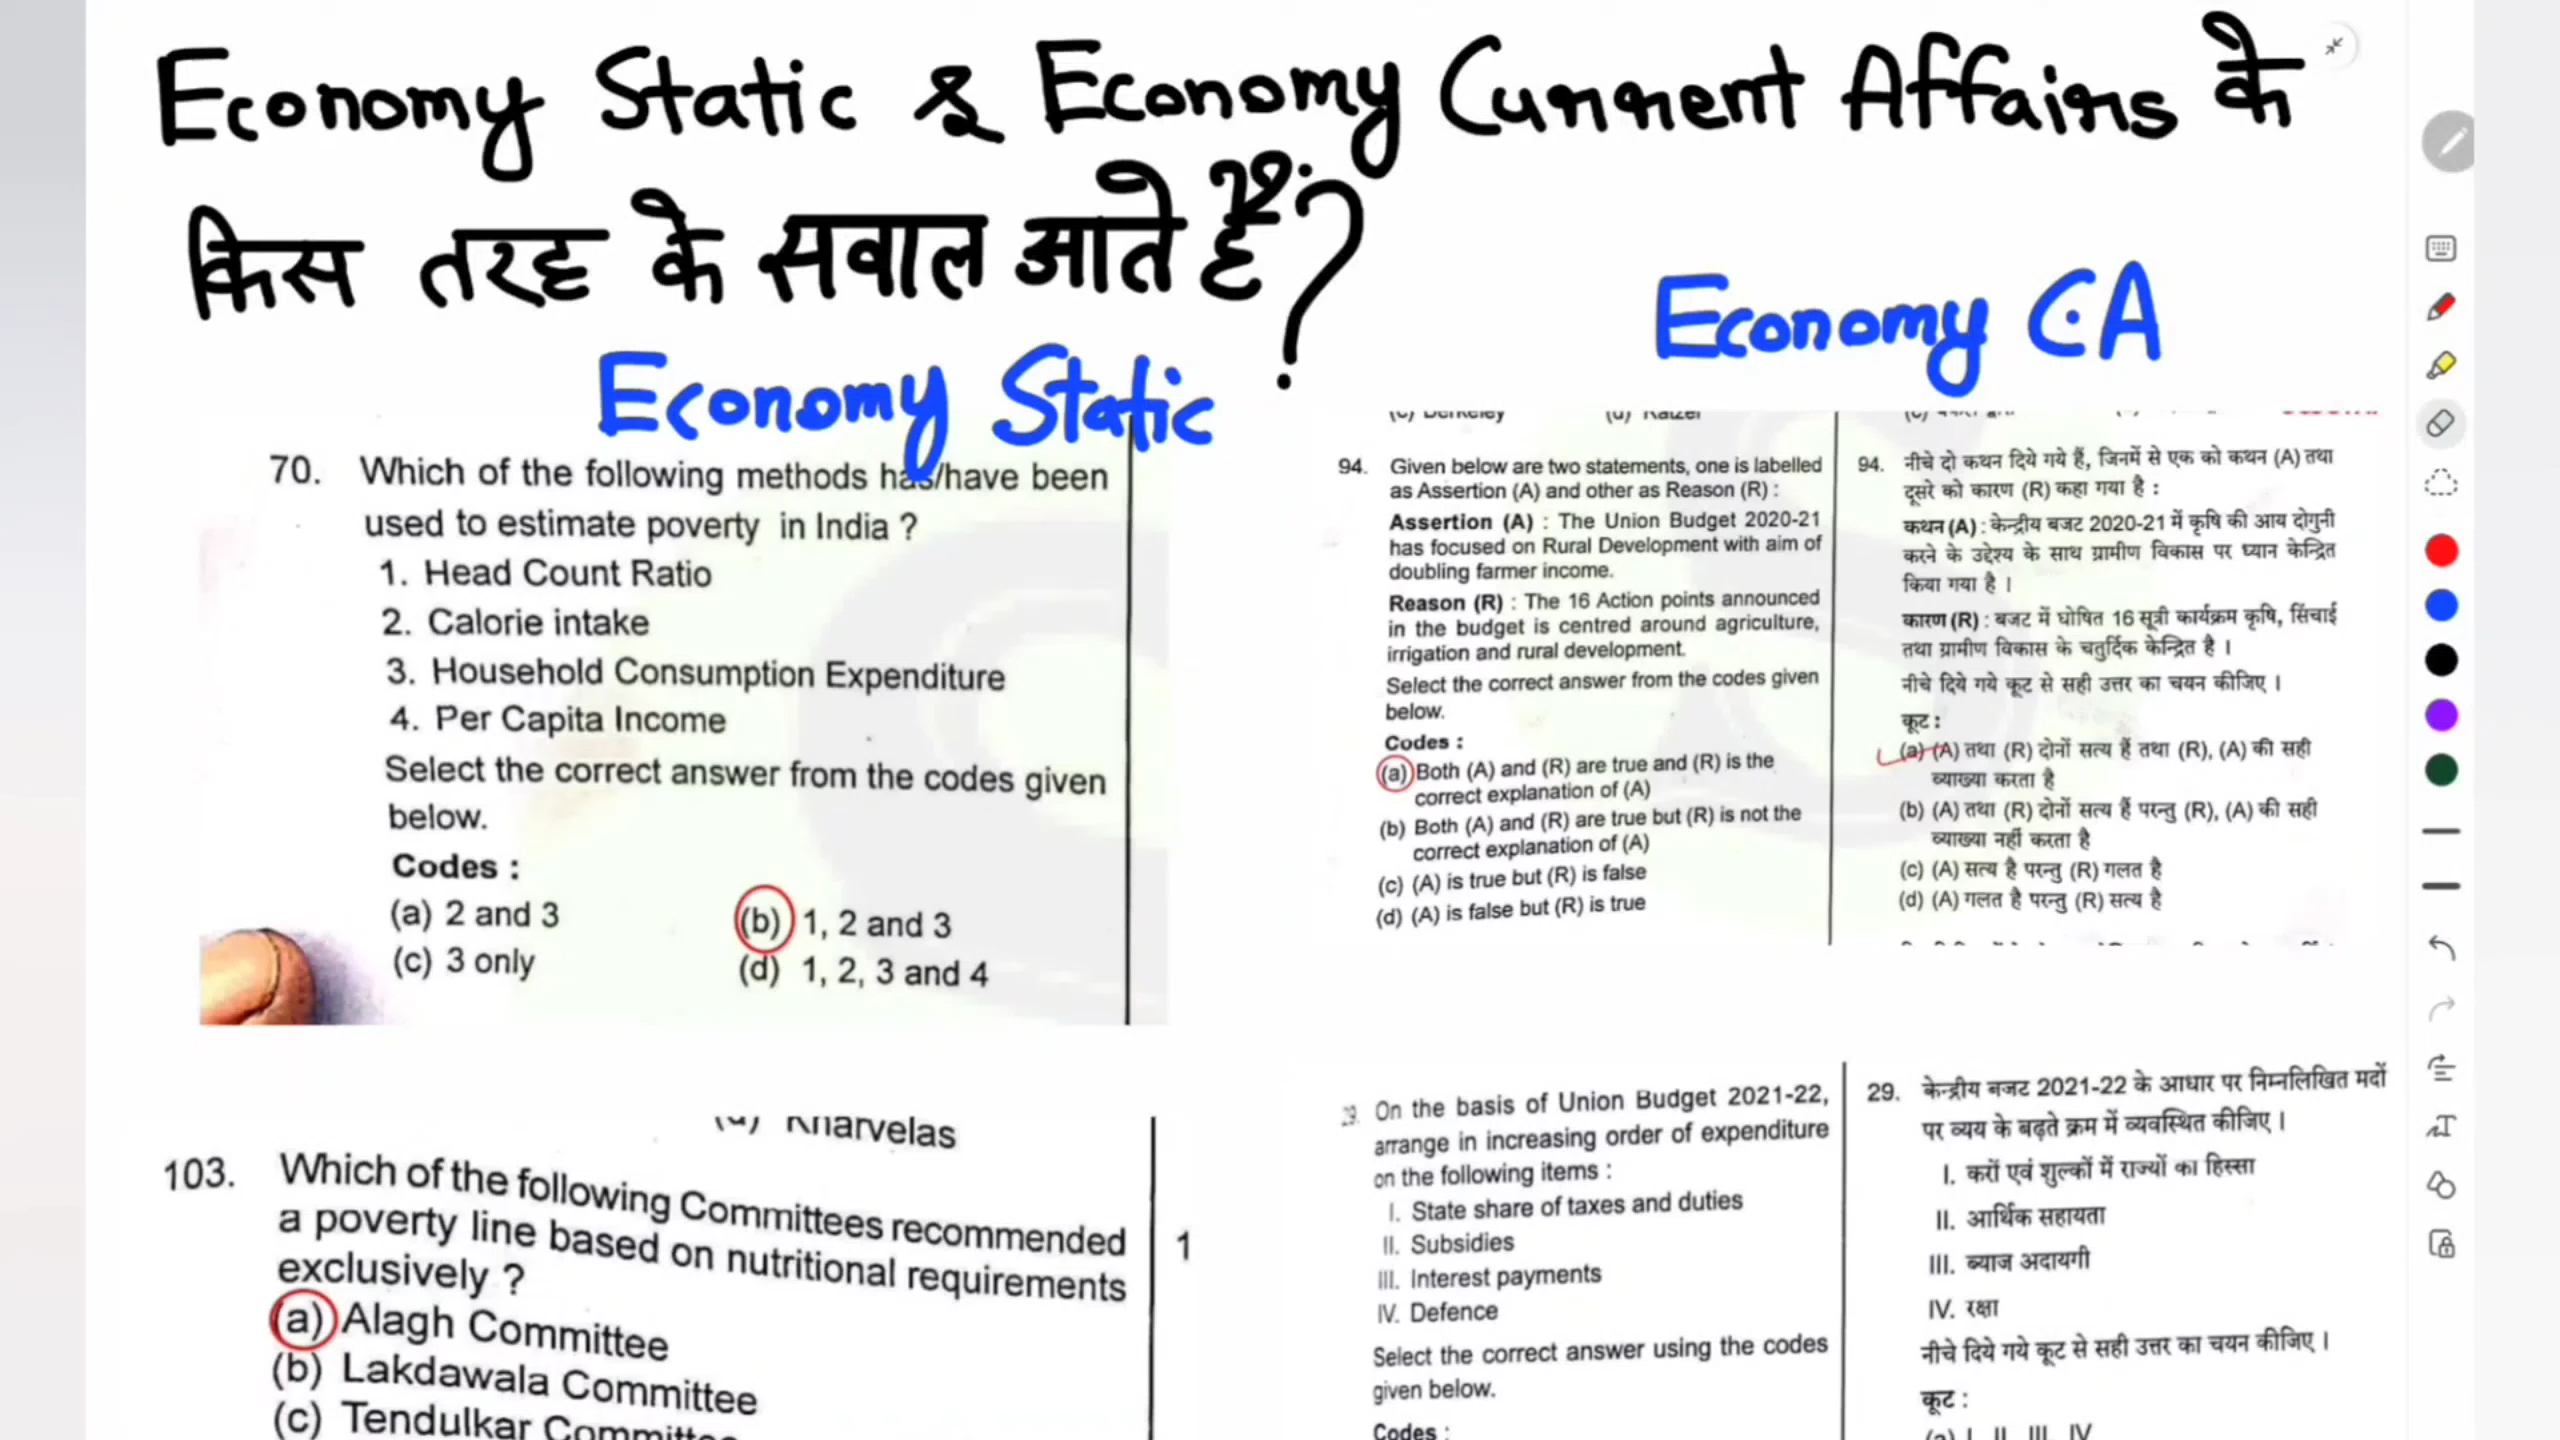 Economy Static & Economy Current Affairs के
किस तरह के सवाल आते हैं?
Economy Static
70. Which of the following methods has/have been
used to estimate poverty in India ?
1. Head Count Ratio
2. Calorie intake
3. Household Consumption Expenditure
4. Per Capita Income
Select the correct answer from the codes given
below.
Codes :
(a) 2 and 3
(b) 1, 2 and 3
(c) 3 only
(d) 1, 2, 3 and 4
(d) Kharvelas
103. Which of the following Committees recommended
a poverty line based on nutritional requirements
exclusively ?
(a) Alagh Committee
(b) Lakdawala Committee
(c) Tendulkar Committee
1
Economy C.A
(c) Berkeley (d) Ratzel
94. Given below are two statements, one is labelled
as Assertion (A) and other as Reason (R) :
Assertion (A) : The Union Budget 2020-21
has focused on Rural Development with aim of
doubling farmer income.
Reason (R) : The 16 Action points announced
in the budget is centred around agriculture,
irrigation and rural development.
Select the correct answer from the codes given
below.
Codes :
(a) Both (A) and (R) are true and (R) is the
correct explanation of (A)
(b) Both (A) and (R) are true but (R) is not the
correct explanation of (A)
(c) (A) is true but (R) is false
(d) (A) is false but (R) is true
94. नीचे दो कथन दिये गये हैं, जिनमें से एक को कथन (A) तथा
दूसरे को कारण (R) कहा गया है :
कथन (A) : केन्द्रीय बजट 2020-21 में कृषि की आय दोगुनी
करने के उद्देश्य के साथ ग्रामीण विकास पर ध्यान केन्द्रित
किया गया है ।
कारण (R) : बजट में घोषित 16 सूत्री कार्यक्रम कृषि, सिंचाई
तथा ग्रामीण विकास के चतुर्दिक केन्द्रित है ।
नीचे दिये गये कूट से सही उत्तर का चयन कीजिए ।
कूट :
(a) (A) तथा (R) दोनों सत्य हैं तथा (R), (A) की सही
व्याख्या करता है
(b) (A) तथा (R) दोनों सत्य हैं परन्तु (R), (A) की सही
व्याख्या नहीं करता है
(c) (A) सत्य है परन्तु (R) गलत है
(d) (A) गलत है परन्तु (R) सत्य है
29. On the basis of Union Budget 2021-22,
arrange in increasing order of expenditure
on the following items :
I. State share of taxes and duties
II. Subsidies
III. Interest payments
IV. Defence
Select the correct answer using the codes
given below.
Codes :
29. केन्द्रीय बजट 2021-22 के आधार पर निम्नलिखित मदों
पर व्यय के बढ़ते क्रम में व्यवस्थित कीजिए ।
I. करों एवं शुल्कों में राज्यों का हिस्सा
II. आर्थिक सहायता
III. ब्याज अदायगी
IV. रक्षा
नीचे दिये गये कूट से सही उत्तर का चयन कीजिए ।
कूट :
(a) I II III IV